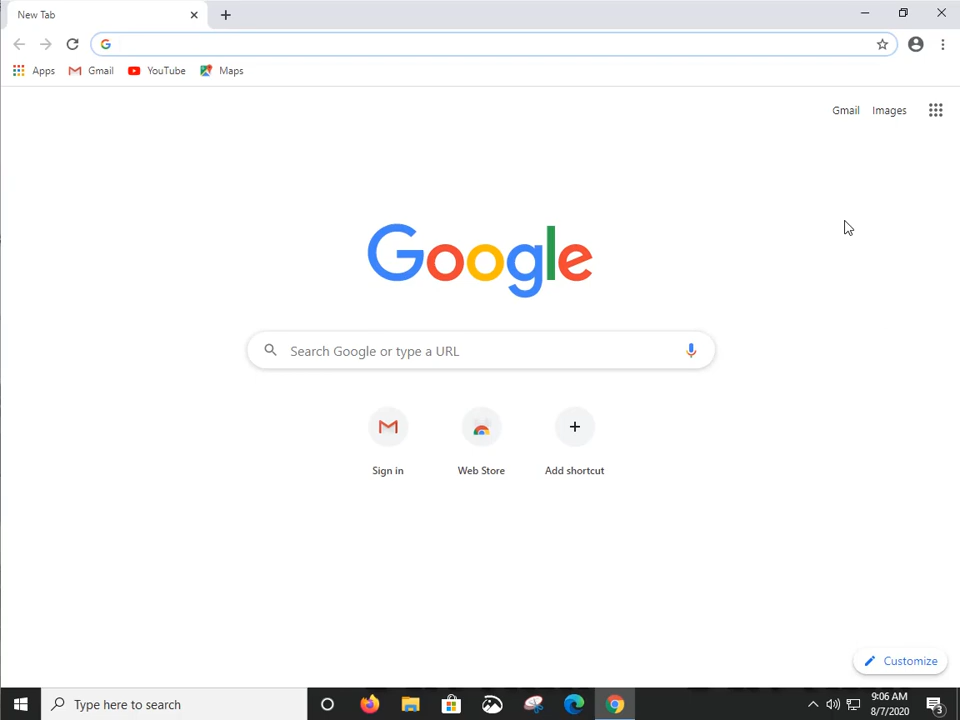 New Tab
Apps Gmail YouTube Maps
Gmail Images
Google
Search Google or type a URL
Sign in Web Store Add shortcut
Customize
Type here to search
9:06 AM
8/7/2020
3